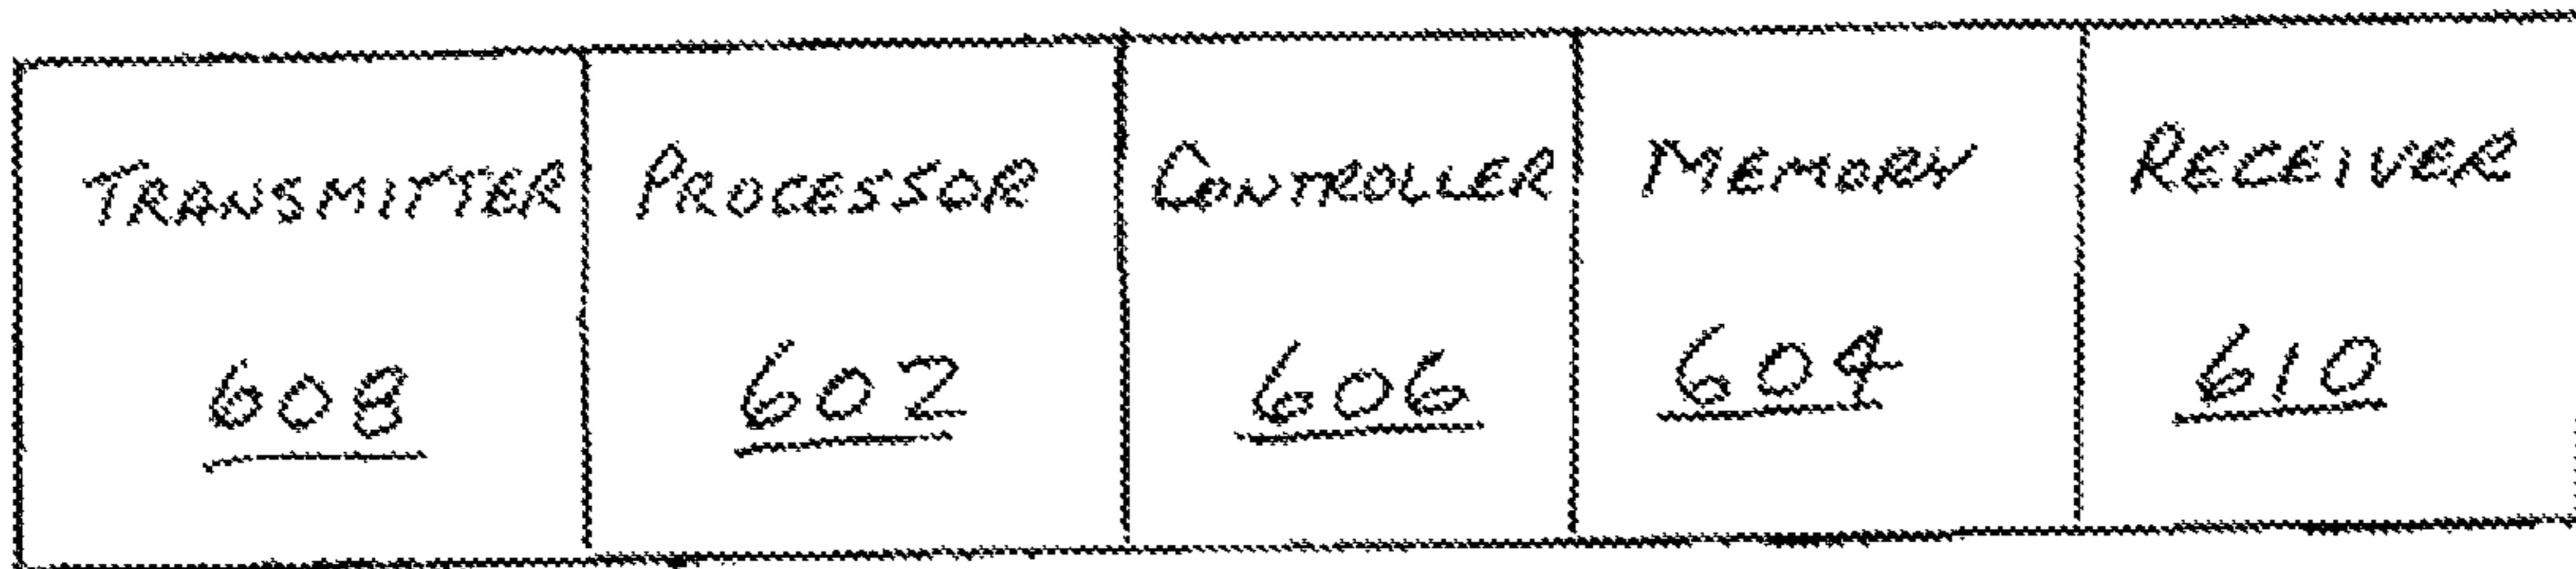 TRANSMITTER PROCESSOR CONTROLLER MEMORY RECEIVER
608 602 606 604 610